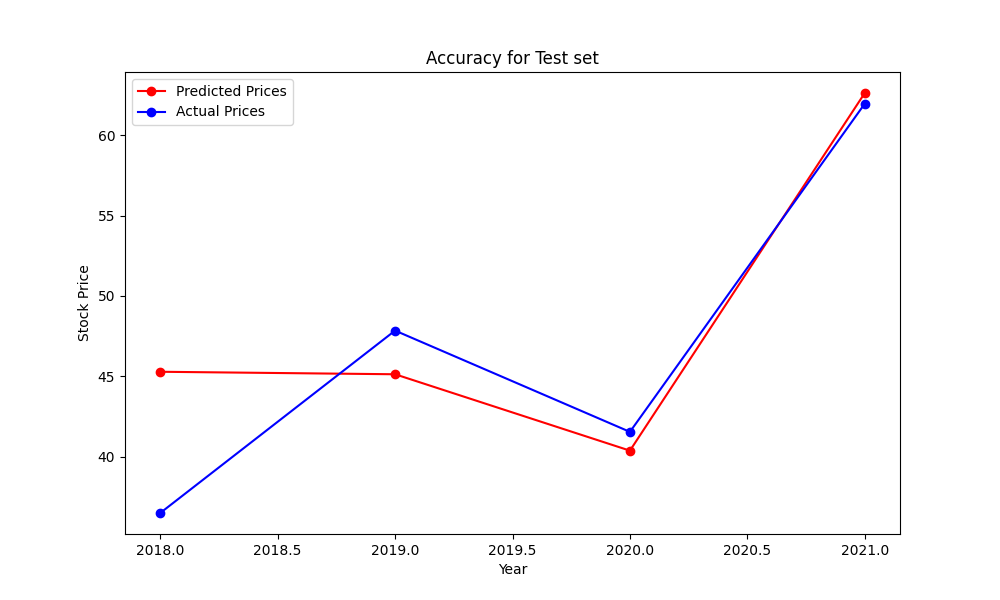 Accuracy for Test set
Predicted Prices
Actual Prices
60
55
50
45
40
Stock Price
2018.0 2018.5 2019.0 2019.5 2020.0 2020.5 2021.0
Year